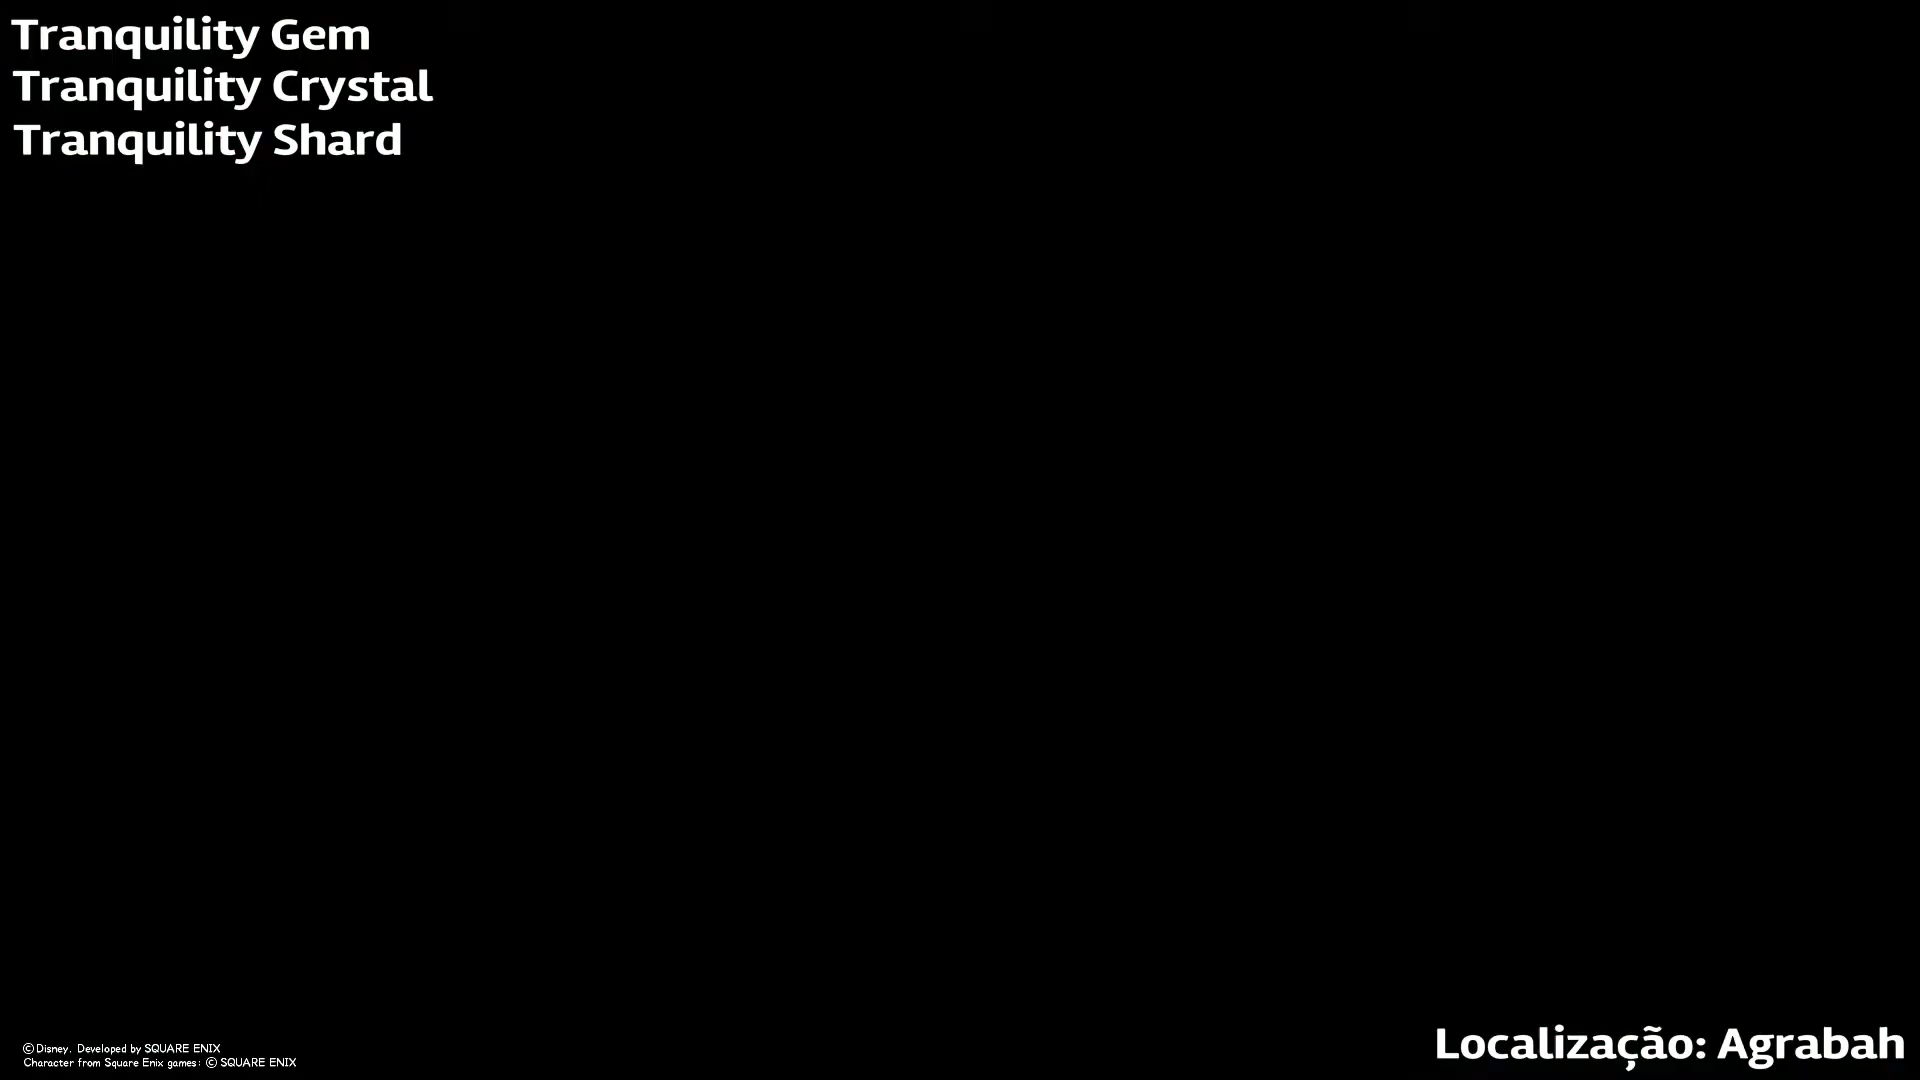 Tranquility Gem
Tranquility Crystal
Tranquility Shard
©Disney. Developed by SQUARE ENIX
Character from Square Enix games: © SQUARE ENIX
Localização: Agrabah